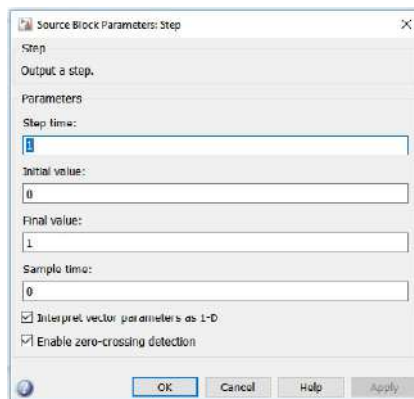 Source Block Parameters: Step
Step
Output a step.
Parameters
Step time:
1
Initial value:
0
Final value:
1
Sample time:
0
Interpret vector parameters as 1-D
Enable zero-crossing detection
OK Cancel Help Apply